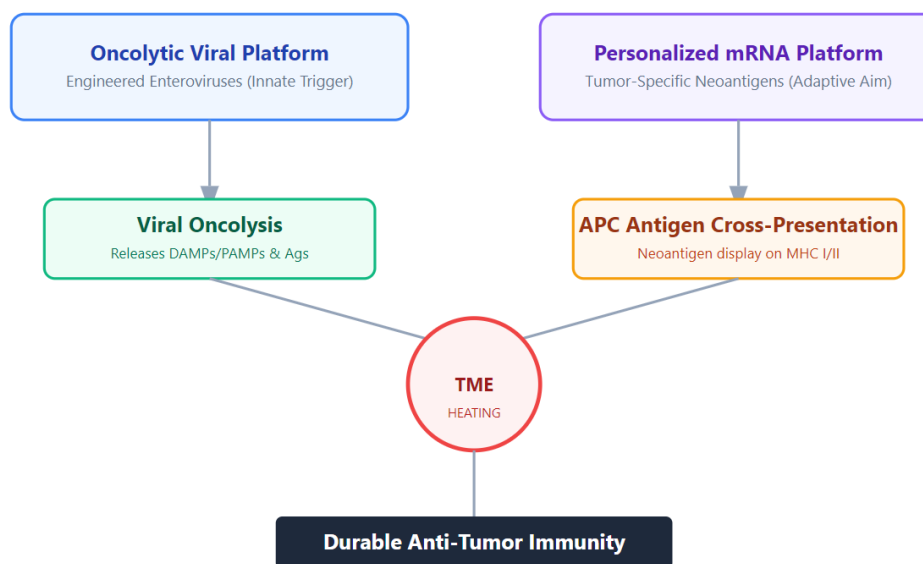 Oncolytic Viral Platform
Engineered Enteroviruses (Innate Trigger)
Personalized mRNA Platform
Tumor-Specific Neoantigens (Adaptive Aim)
Viral Oncolysis
Releases DAMPs/PAMPs & Ags
APC Antigen Cross-Presentation
Neoantigen display on MHC I/II
TME
HEATING
Durable Anti-Tumor Immunity